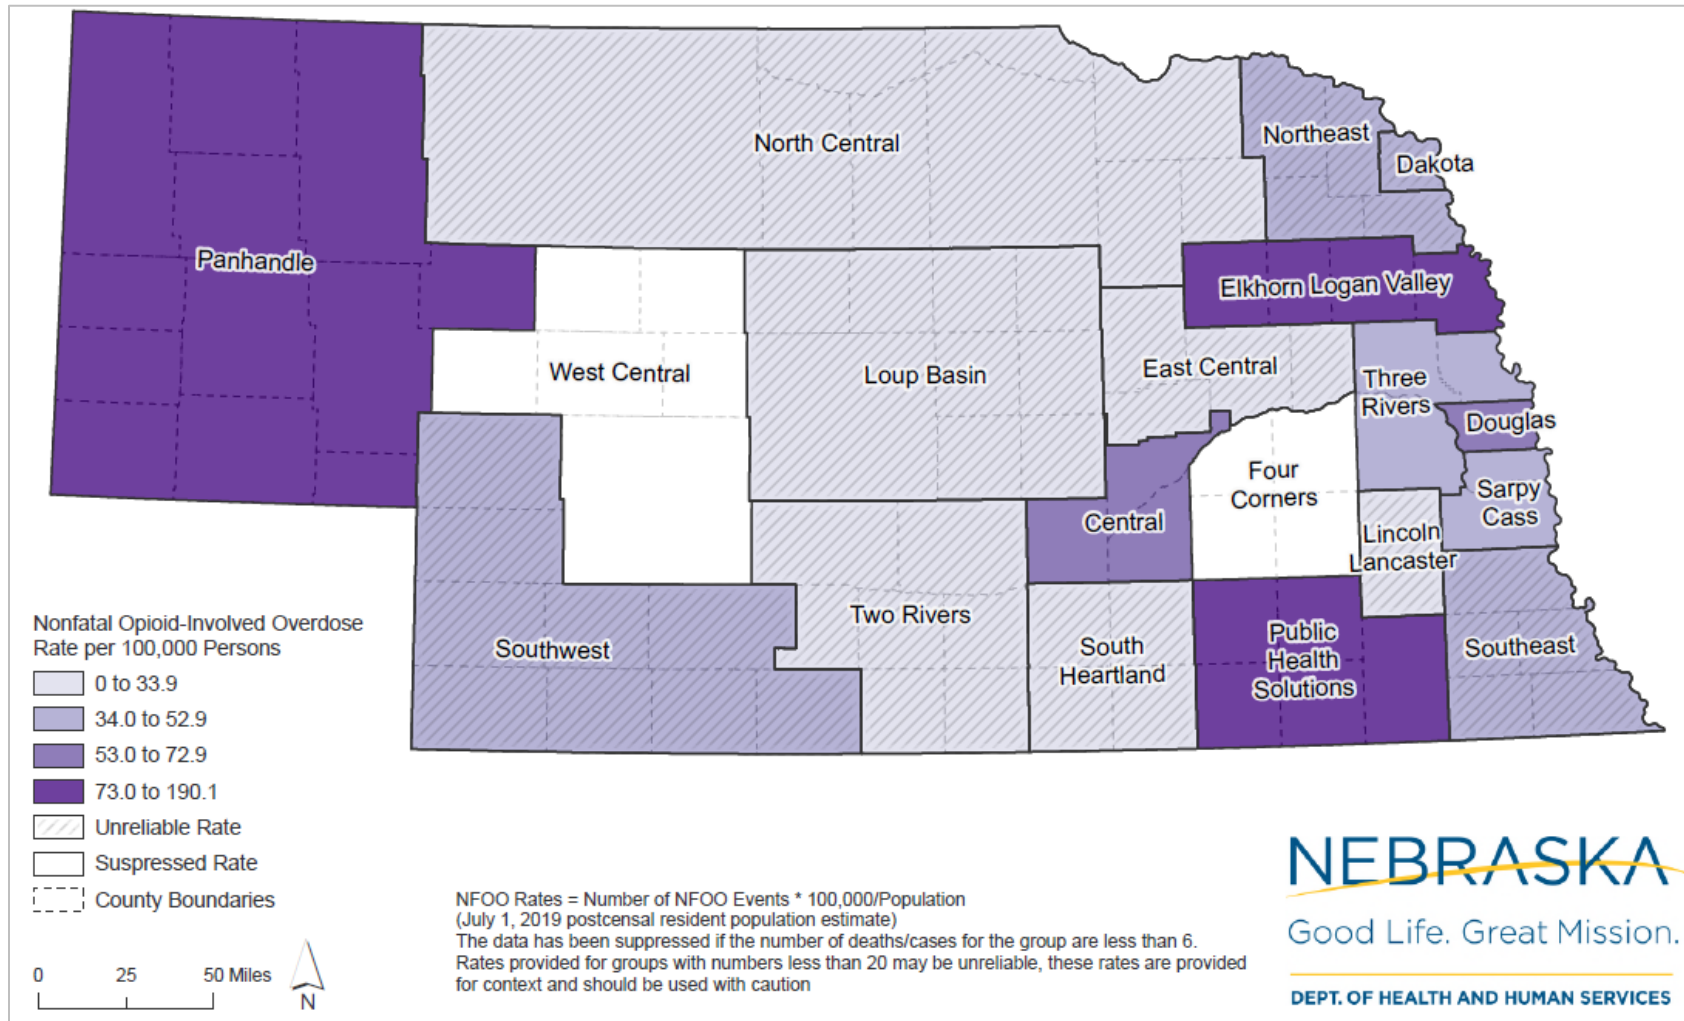 North Central
Northeast
Dakota
Panhandle
Elkhorn Logan Valley
West Central
Loup Basin
East Central
Three
Rivers
Douglas
Four
Corners
Sarpy
Cass
Central
Lincoln
Lancaster
Two Rivers
Southwest
South
Heartland
Public
Health
Solutions
Southeast
Nonfatal Opioid-Involved Overdose
Rate per 100,000 Persons
0 to 33.9
34.0 to 52.9
53.0 to 72.9
73.0 to 190.1
Unreliable Rate
Suspressed Rate
County Boundaries
0 25 50 Miles
N
NFOO Rates = Number of NFOO Events * 100,000/Population
(July 1, 2019 postcensal resident population estimate)
The data has been suppressed if the number of deaths/cases for the group are less than 6.
Rates provided for groups with numbers less than 20 may be unreliable, these rates are provided
for context and should be used with caution
NEBRASKA
Good Life. Great Mission.
DEPT. OF HEALTH AND HUMAN SERVICES